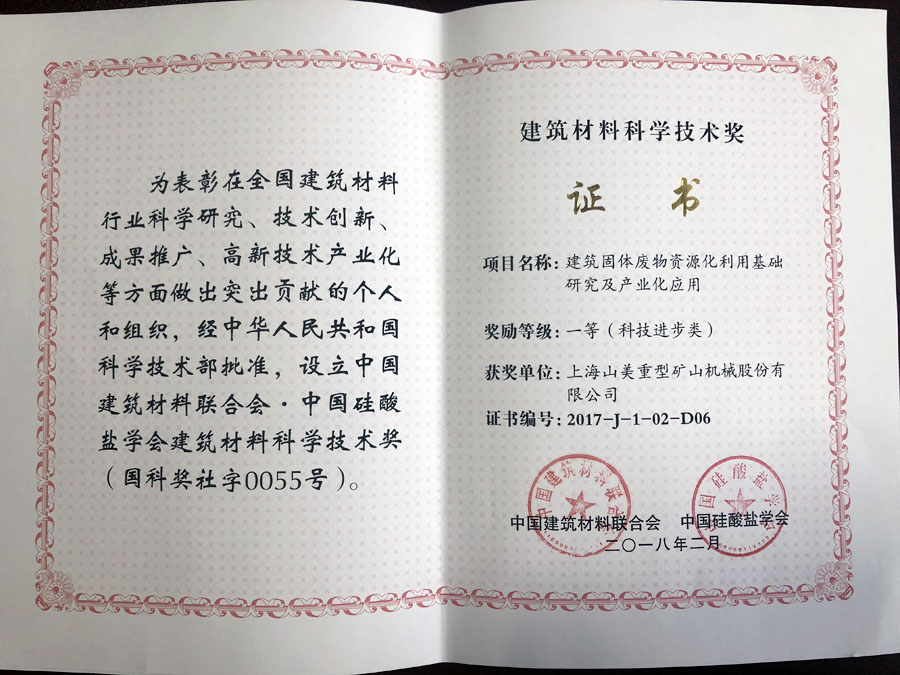 为表彰在全国建筑材料
行业科学研究、技术创新、
成果推广、高新技术产业化
等方面做出突出贡献的个人
和组织，经中华人民共和国
科学技术部批准，设立中国
建筑材料联合会·中国硅酸
盐学会建筑材料科学技术奖
（国科奖社字0055号）。
建筑材料科学技术奖
证 书
项目名称：建筑固体废物资源化利用基础
研究及产业化应用
奖励等级：一等（科技进步类）
获奖单位：上海山美重型矿山机械股份有
限公司
证书编号：2017-J-1-02-D06
中国建筑材料联合会 中国硅酸盐学会
二〇一八年二月